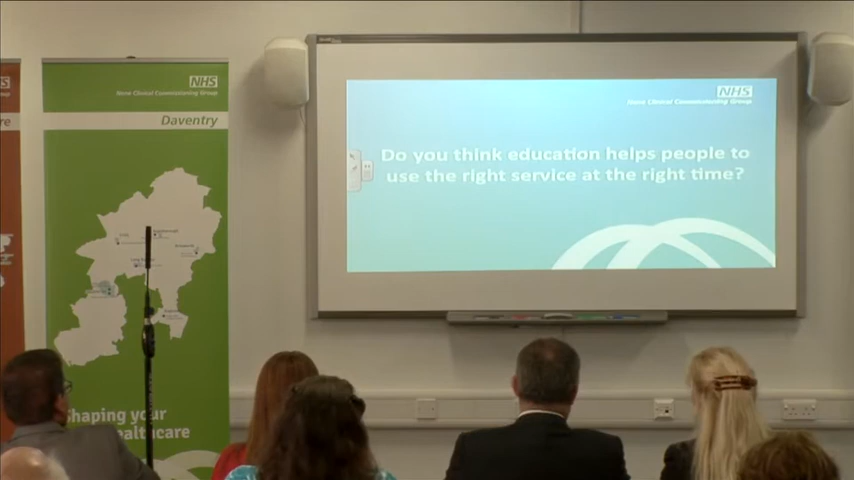 NHS
Nene Clinical Commissioning Group
Daventry
Shaping your
healthcare
NHS
Nene Clinical Commissioning Group
Do you think education helps people to
use the right service at the right time?